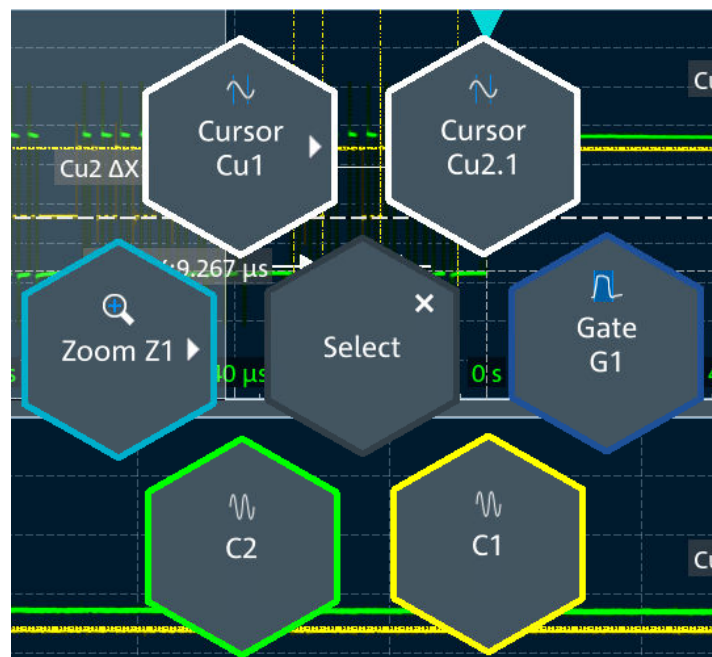 Cu
Cursor
Cu1
Cursor
Cu2.1
Cu2 ΔX
:9.267 µs
Zoom Z1
Select
Gate
G1
s
40 µs
0 s
4
C2
C1
Cu